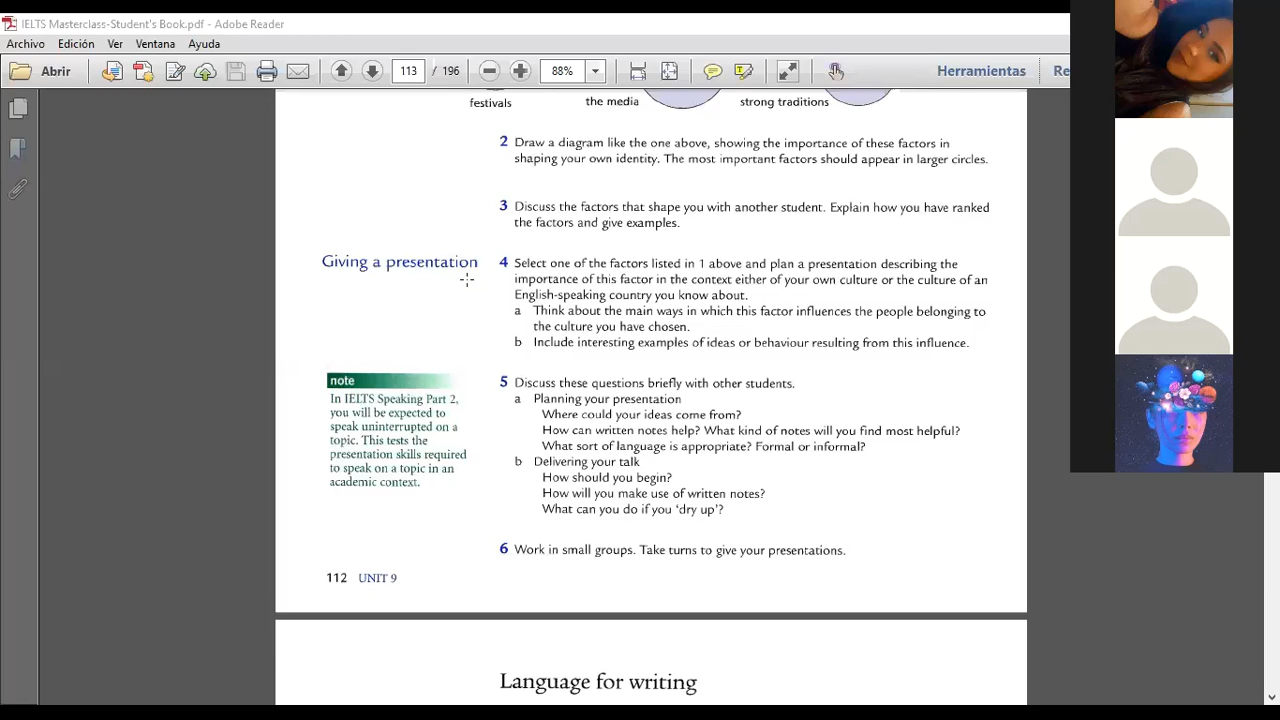 IELTS Masterclass-Student's Book.pdf - Adobe Reader
Archivo Edición Ver Ventana Ayuda
Abrir 113 / 196 88% Herramientas Re
festivals the media strong traditions
2 Draw a diagram like the one above, showing the importance of these factors in
shaping your own identity. The most important factors should appear in larger circles.
3 Discuss the factors that shape you with another student. Explain how you have ranked
the factors and give examples.
Giving a presentation
4 Select one of the factors listed in 1 above and plan a presentation describing the
importance of this factor in the context either of your own culture or the culture of an
English-speaking country you know about.
a Think about the main ways in which this factor influences the people belonging to
the culture you have chosen.
b Include interesting examples of ideas or behaviour resulting from this influence.
note
In IELTS Speaking Part 2,
you will be expected to
speak uninterrupted on a
topic. This tests the
presentation skills required
to speak on a topic in an
academic context.
5 Discuss these questions briefly with other students.
a Planning your presentation
Where could your ideas come from?
How can written notes help? What kind of notes will you find most helpful?
What sort of language is appropriate? Formal or informal?
b Delivering your talk
How should you begin?
How will you make use of written notes?
What can you do if you 'dry up'?
6 Work in small groups. Take turns to give your presentations.
112 UNIT 9
Language for writing